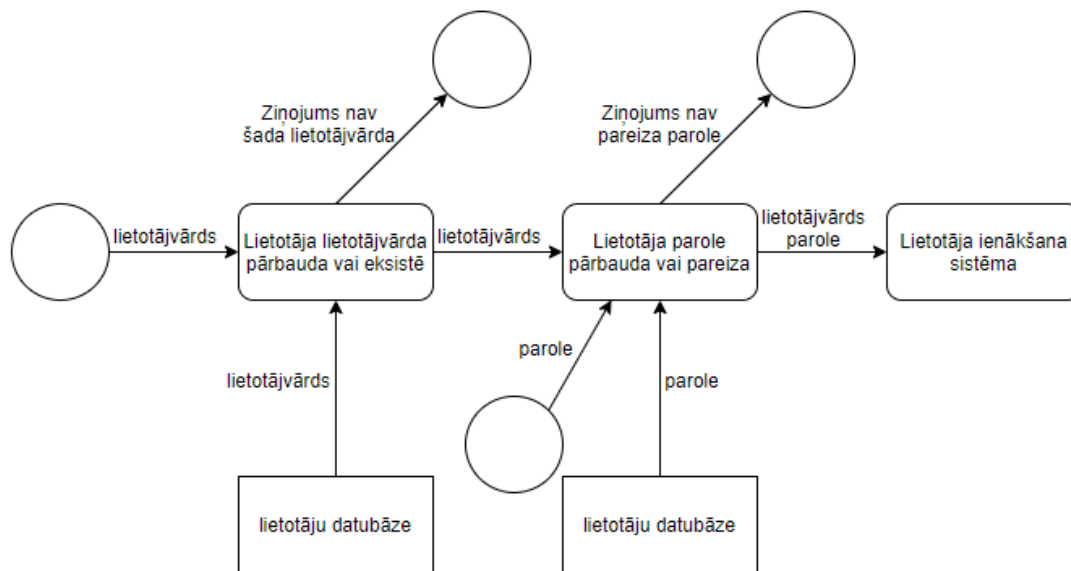 Ziņojums nav
šada lietotājvārda
Ziņojums nav
pareiza parole
lietotājvārds
Lietotāja lietotājvārda
pārbauda vai eksistē
lietotājvārds
Lietotāja parole
pārbauda vai pareiza
lietotājvārds
parole
Lietotāja ienākšana
sistēma
lietotājvārds
parole
parole
lietotāju datubāze
lietotāju datubāze